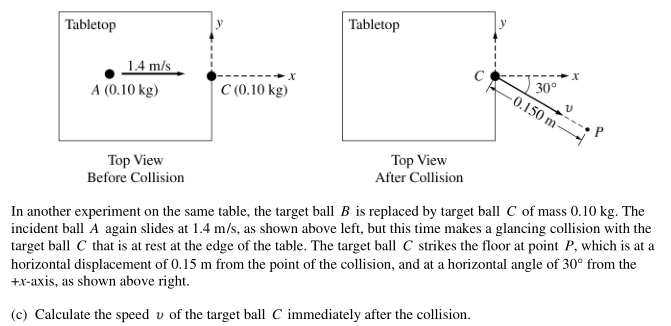 Tabletop
y
1.4 m/s
x
A (0.10 kg)
C (0.10 kg)
Top View
Before Collision
Tabletop
y
C
x
30°
υ
0.150 m
P
Top View
After Collision
In another experiment on the same table, the target ball B is replaced by target ball C of mass 0.10 kg. The
incident ball A again slides at 1.4 m/s, as shown above left, but this time makes a glancing collision with the
target ball C that is at rest at the edge of the table. The target ball C strikes the floor at point P, which is at a
horizontal displacement of 0.15 m from the point of the collision, and at a horizontal angle of 30° from the
+x-axis, as shown above right.
(c) Calculate the speed υ of the target ball C immediately after the collision.